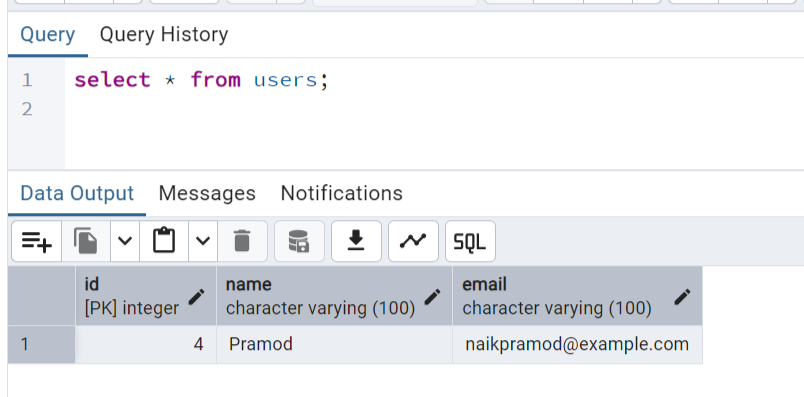 Query Query History
1 select * from users;
2
Data Output Messages Notifications
SQL
id name email
[PK] integer character varying (100) character varying (100)
1 4 Pramod naikpramod@example.com